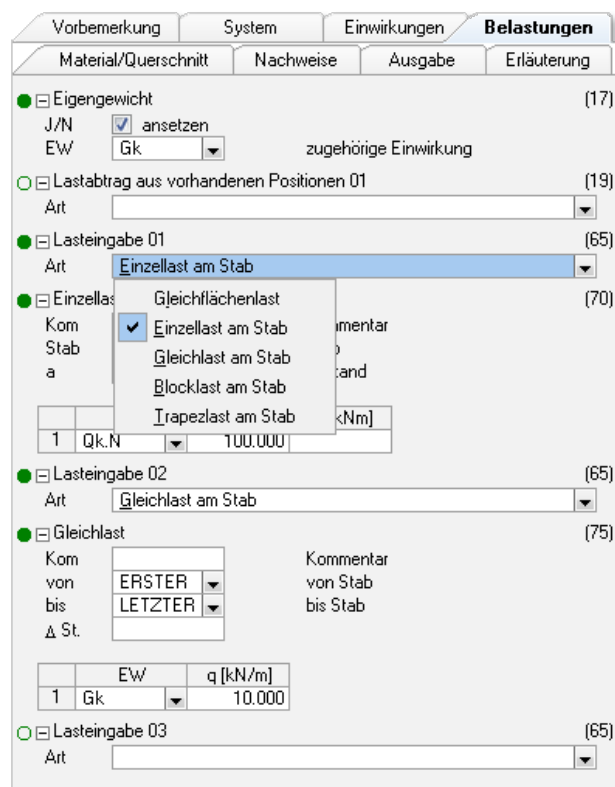 Vorbemerkung System Einwirkungen Belastungen
Material/Querschnitt Nachweise Ausgabe Erläuterung
Eigengewicht (17)
J/N ansetzen
EW Gk zugehörige Einwirkung
Lastabtrag aus vorhandenen Positionen 01 (19)
Art
Lasteingabe 01 (65)
Art Einzellast am Stab
Einzellas (70)
Gleichflächenlast
Kom Einzellast am Stab mentar
Stab Gleichlast am Stab
a Blocklast am Stab tand
Trapezlast am Stab kNm]
1 Qk.N 100.000
Lasteingabe 02 (65)
Art Gleichlast am Stab
Gleichlast (75)
Kom Kommentar
von ERSTER von Stab
bis LETZTER bis Stab
Δ St.
EW q [kN/m]
1 Gk 10.000
Lasteingabe 03 (65)
Art